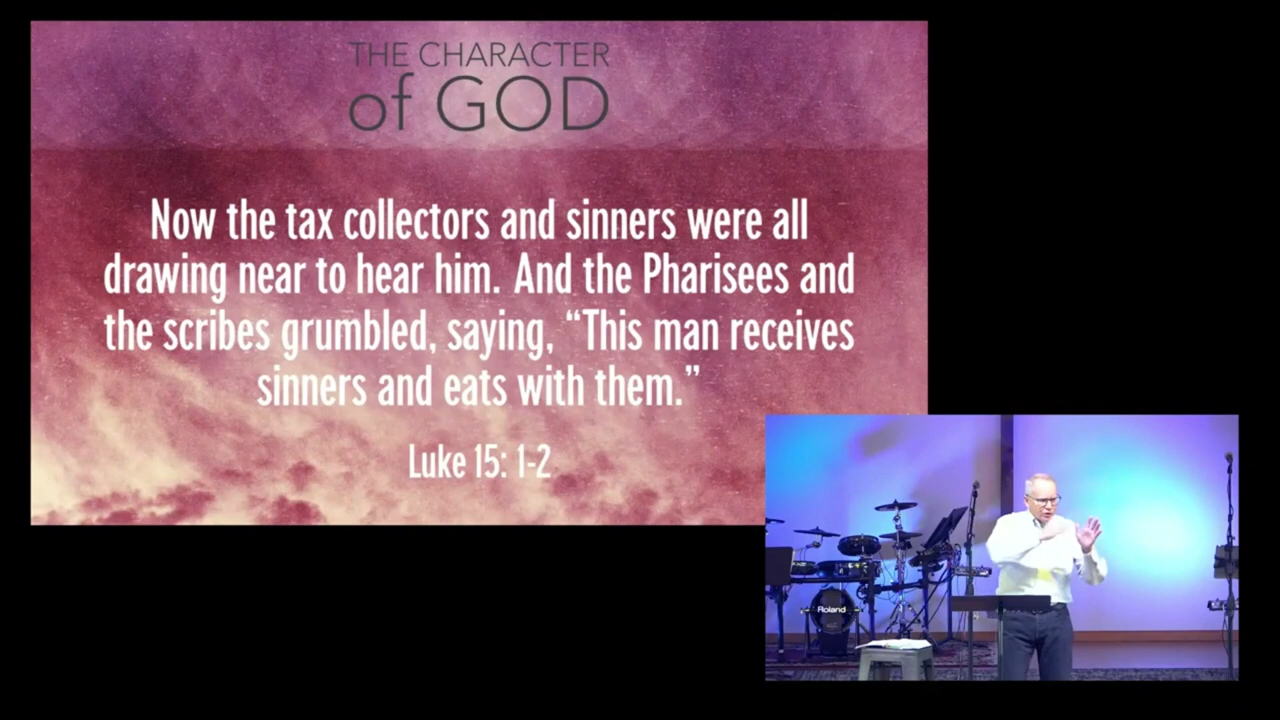 THE CHARACTER
of GOD
Now the tax collectors and sinners were all
drawing near to hear him. And the Pharisees and
the scribes grumbled, saying, “This man receives
sinners and eats with them.”
Luke 15: 1-2
Roland